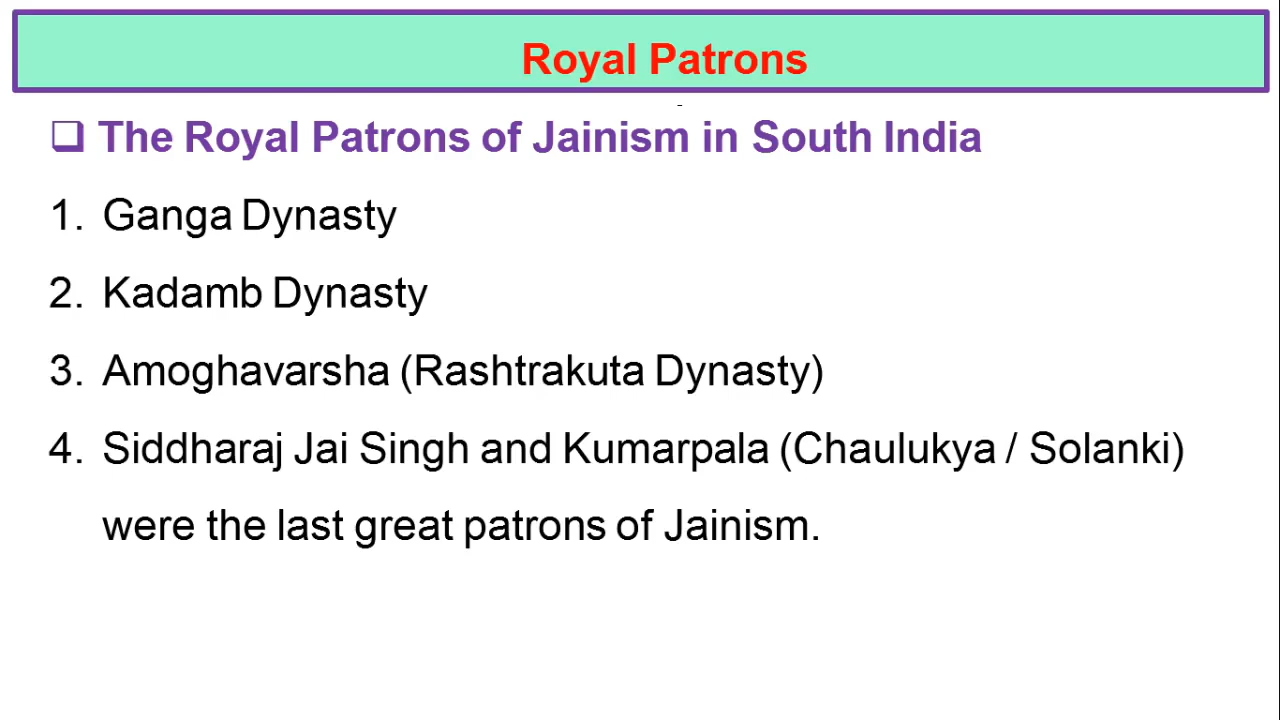 Royal Patrons
❑ The Royal Patrons of Jainism in South India
1. Ganga Dynasty
2. Kadamb Dynasty
3. Amoghavarsha (Rashtrakuta Dynasty)
4. Siddharaj Jai Singh and Kumarpala (Chaulukya / Solanki)
were the last great patrons of Jainism.